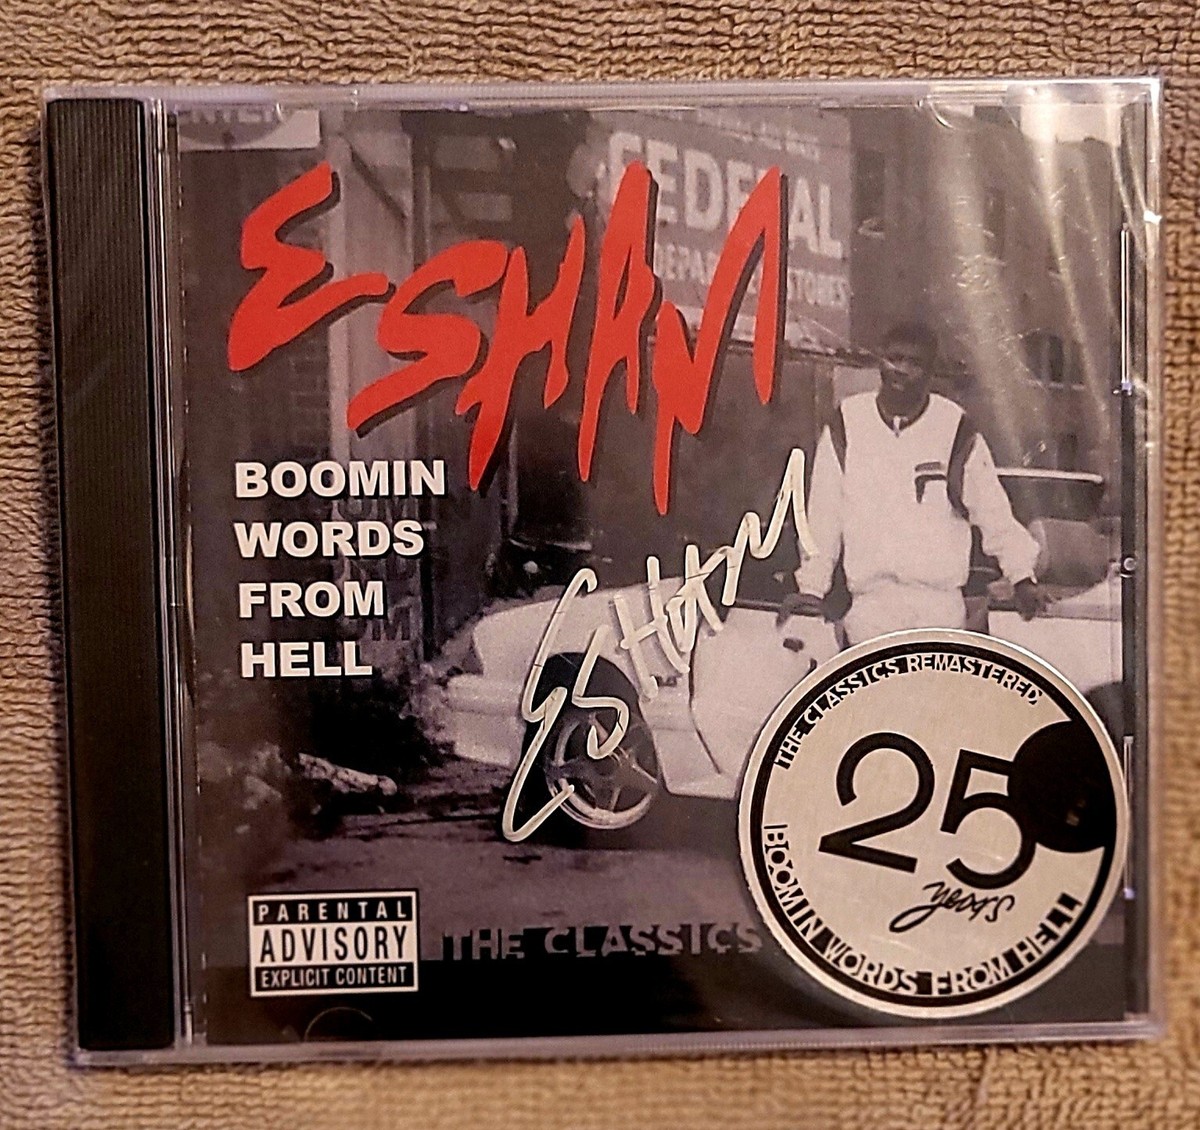 ESHAM
FEDERAL
STORES
BOOMIN
WORDS
FROM
HELL
ESHAM
THE CLASSICS REMASTERED
25
years
BOOMIN WORDS FROM HELL
PARENTAL
ADVISORY
EXPLICIT CONTENT
THE CLASSICS